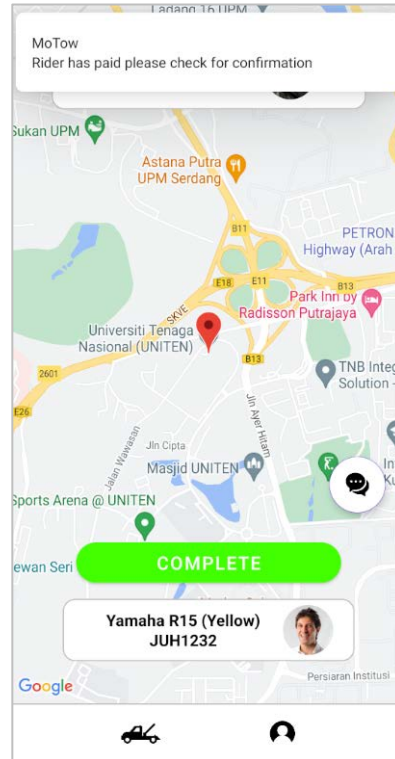 Ladang 16 UPM
MoTow
Rider has paid please check for confirmation
Sukan UPM
Astana Putra
UPM Serdang
B11
PETRON
Highway (Arah
E18
E11
B13
SKVE
Park Inn by
Radisson Putrajaya
Universiti Tenaga
Nasional (UNITEN)
2601
B13
TNB Integ
Solution -
E26
Jln Ayer Hitam
Jln Cipta
Jalan Wawasan
Masjid UNITEN
In
Ku
Sports Arena @ UNITEN
COMPLETE
ewan Seri
Yamaha R15 (Yellow)
JUH1232
Persiaran Institusi
Google